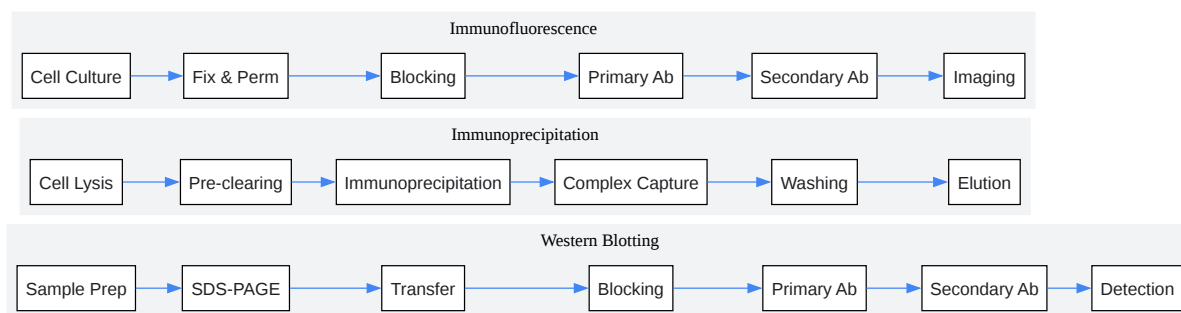 Immunofluorescence
Cell Culture
Fix & Perm
Blocking
Primary Ab
Secondary Ab
Imaging
Immunoprecipitation
Cell Lysis
Pre-clearing
Immunoprecipitation
Complex Capture
Washing
Elution
Western Blotting
Sample Prep
SDS-PAGE
Transfer
Blocking
Primary Ab
Secondary Ab
Detection